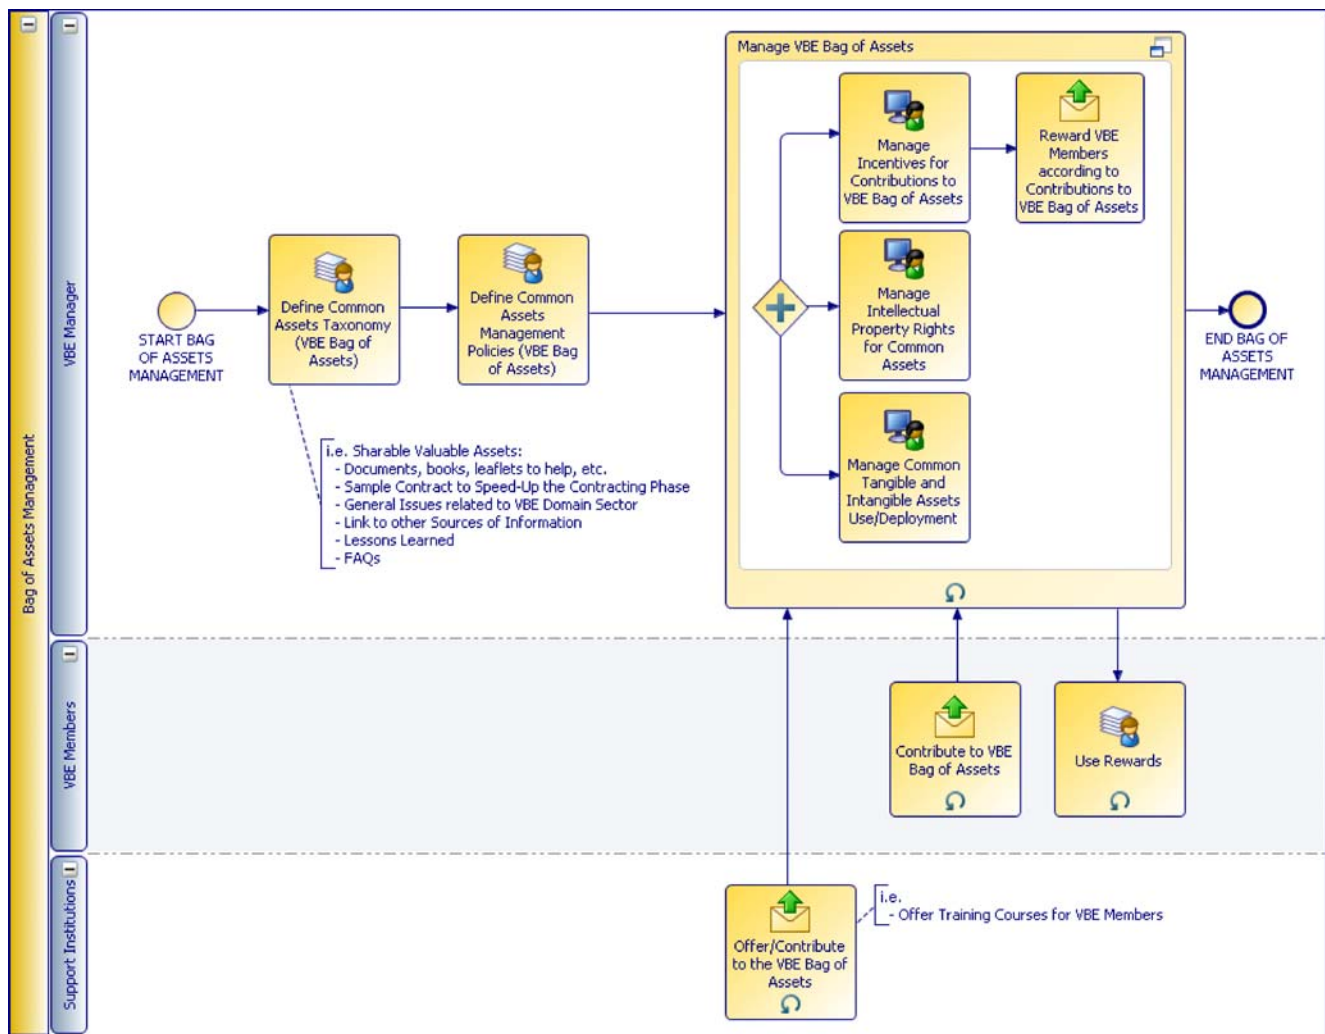 Bag of Assets Management
VBE Manager
START BAG
OF ASSETS
MANAGEMENT
Define Common
Assets Taxonomy
(VBE Bag of
Assets)
Define Common
Assets
Management
Policies (VBE Bag
of Assets)
i.e. Sharable Valuable Assets:
- Documents, books, leaflets to help, etc.
- Sample Contract to Speed-Up the Contracting Phase
- General Issues related to VBE Domain Sector
- Link to other Sources of Information
- Lessons Learned
- FAQs
Manage VBE Bag of Assets
Manage
Incentives for
Contributions to
VBE Bag of Assets
Reward VBE
Members
according to
Contributions to
VBE Bag of Assets
Manage
Intellectual
Property Rights
for Common
Assets
Manage Common
Tangible and
Intangible Assets
Use/Deployment
END BAG OF
ASSETS
MANAGEMENT
VBE Members
Contribute to VBE
Bag of Assets
Use Rewards
Support Institutions
Offer/Contribute
to the VBE Bag of
Assets
i.e.
- Offer Training Courses for VBE Members